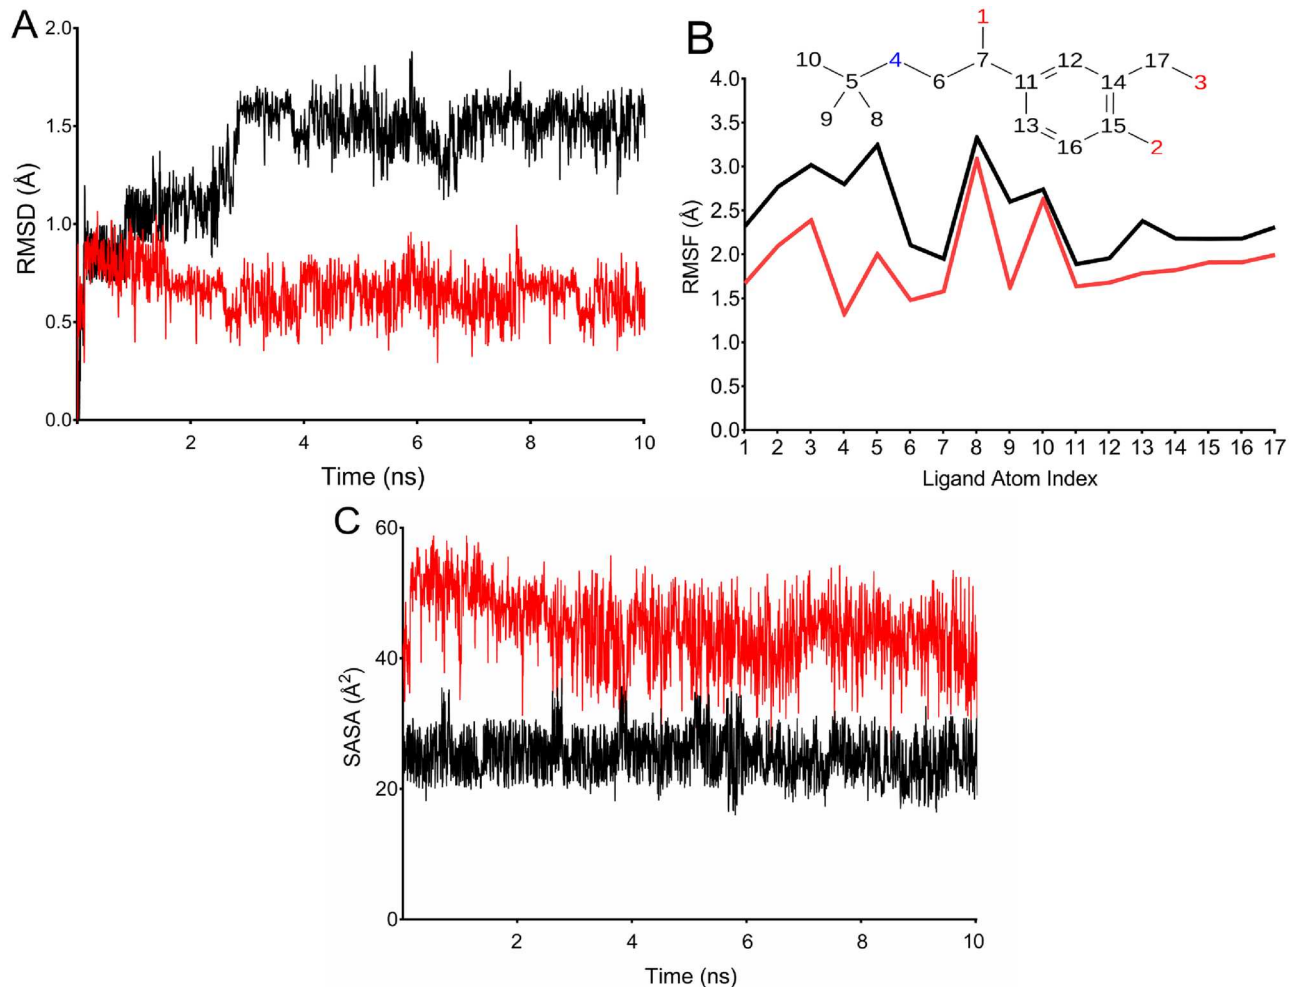 A
RMSD (Å)
2.0
1.5
1.0
0.5
0.0
2 4 6 8 10
Time (ns)
B
1
10 4 7 12 17
5 6 11 14 3
9 8 13 15
16 2
RMSF (Å)
4.0
3.5
3.0
2.5
2.0
1.5
1.0
0.5
0.0
1 2 3 4 5 6 7 8 9 10 11 12 13 14 15 16 17
Ligand Atom Index
C
SASA (Å²)
60
40
20
0
2 4 6 8 10
Time (ns)